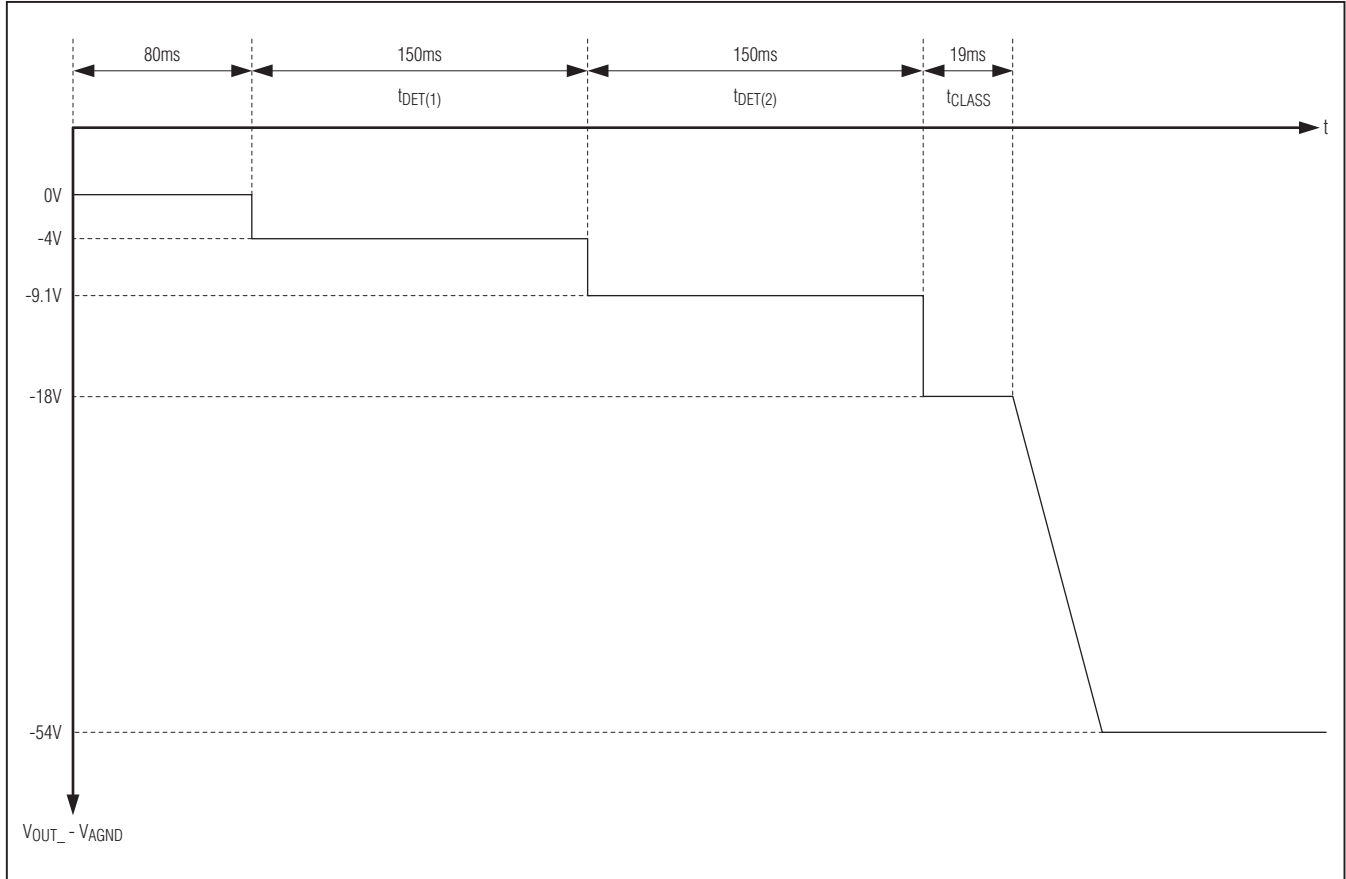 80ms
150ms
150ms
19ms
tDET(1)
tDET(2)
tCLASS
t
0V
-4V
-9.1V
-18V
-54V
VOUT_ - VAGND